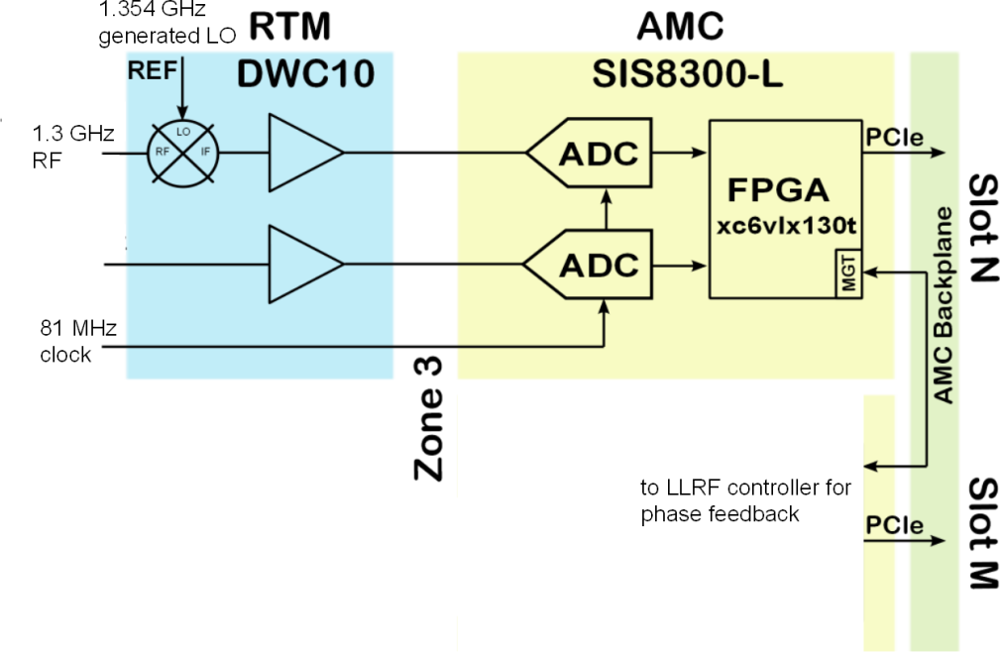 1.354 GHz
generated LO
RTM
AMC
REF
DWC10
SIS8300-L
1.3 GHz
RF
LO
RF
IF
ADC
PCIe
FPGA
xc6vlx130t
ADC
MGT
81 MHz
clock
Zone 3
AMC Backplane
Slot N
to LLRF controller for
phase feedback
PCIe
Slot M